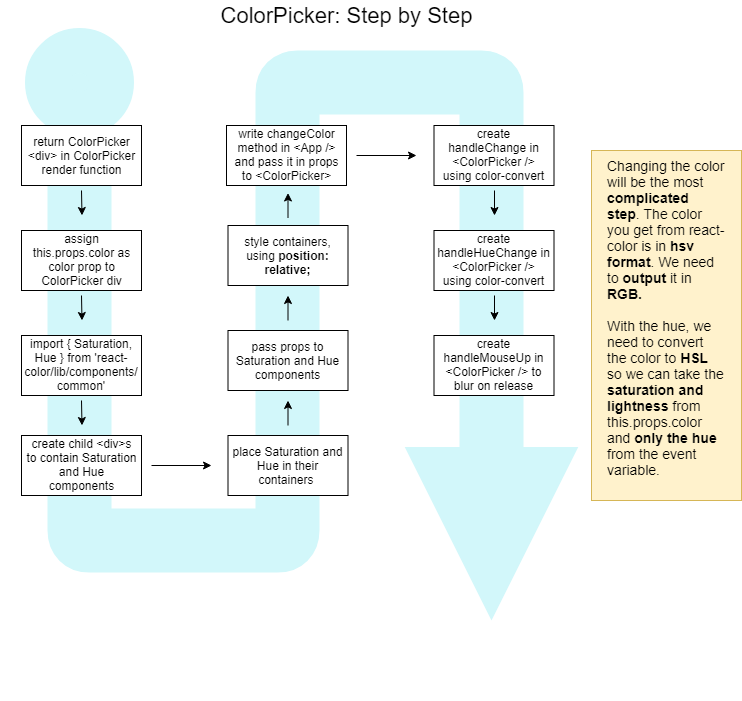 ColorPicker: Step by Step
return ColorPicker
<div> in ColorPicker
render function
assign
this.props.color as
color prop to
ColorPicker div
import { Saturation,
Hue } from 'react-
color/lib/components/
common'
create child <div>s
to contain Saturation
and Hue
components
place Saturation and
Hue in their
containers
pass props to
Saturation and Hue
components
style containers,
using position:
relative;
write changeColor
method in <App />
and pass it in props
to <ColorPicker>
create
handleChange in
<ColorPicker />
using color-convert
create
handleHueChange in
<ColorPicker />
using color-convert
create
handleMouseUp in
<ColorPicker /> to
blur on release
Changing the color
will be the most
complicated
step. The color
you get from react-
color is in hsv
format. We need
to output it in
RGB.
With the hue, we
need to convert
the color to HSL
so we can take the
saturation and
lightness from
this.props.color
and only the hue
from the event
variable.